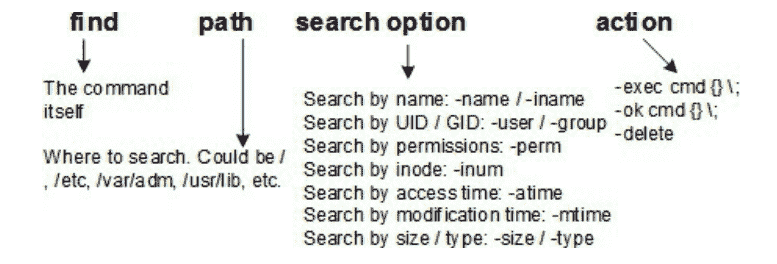 find path search option action
The command
itself
Where to search. Could be /
, /etc, /var/adm, /usr/lib, etc.
Search by name: -name / -iname
Search by UID / GID: -user / -group
Search by permissions: -perm
Search by inode: -inum
Search by access time: -atime
Search by modification time: -mtime
Search by size / type: -size / -type
-exec cmd {} \;
-ok cmd {} \;
-delete